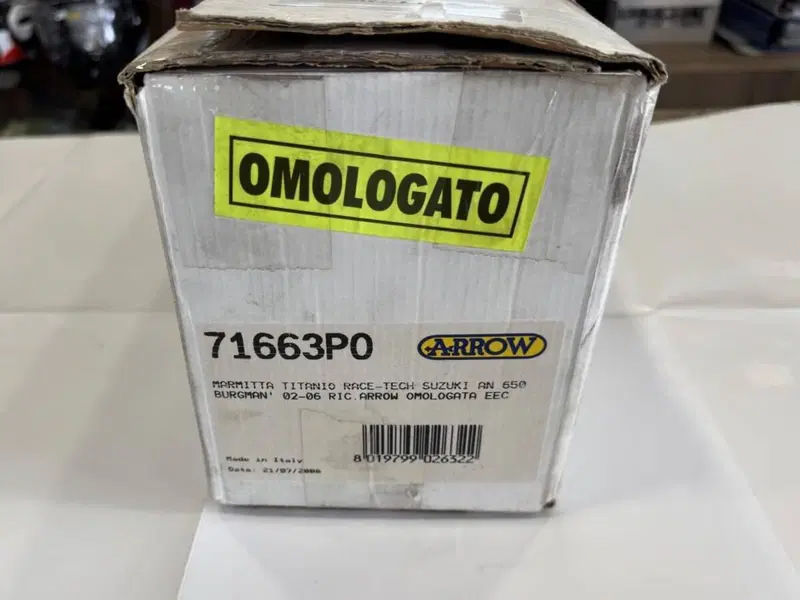 OMOLOGATO
71663PO
ARROW
MARMITTA TITANIO RACE-TECH SUZUKI AN 650
BURGMAN' 02-06 RIC.ARROW OMOLOGATA EEC
8 019799 026322
Made in Italy
Data: 21/07/2006